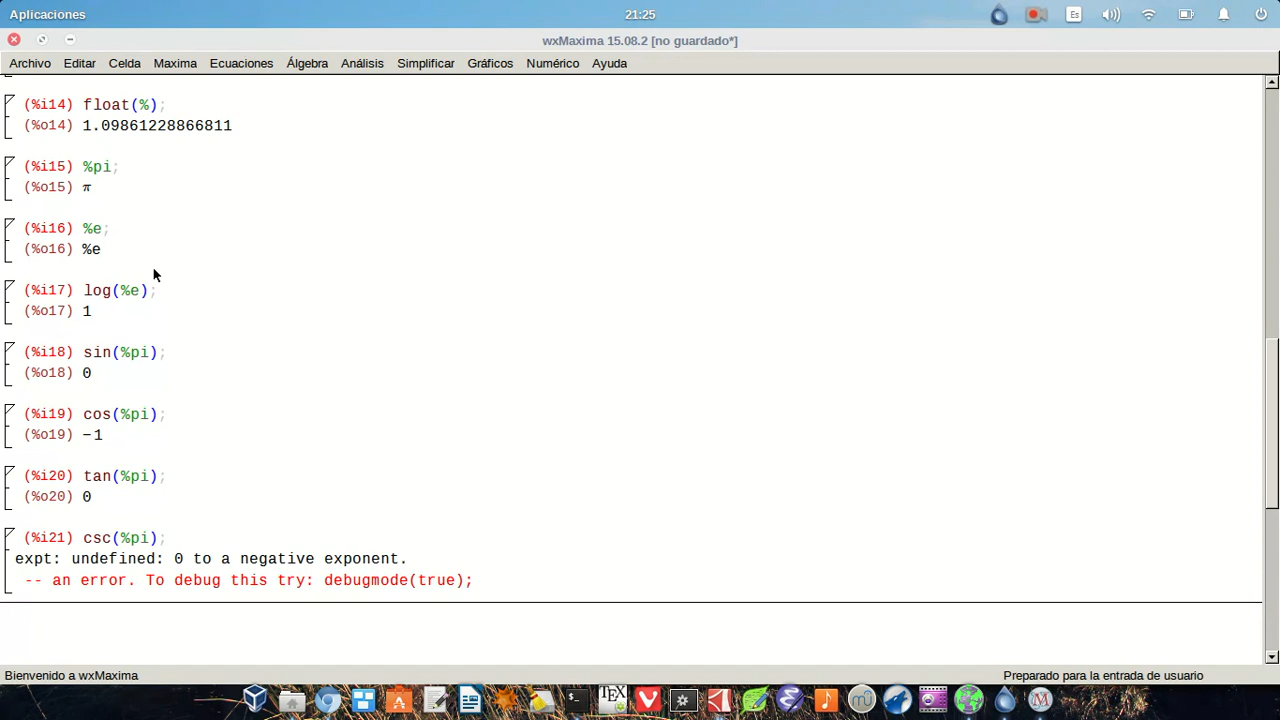 Aplicaciones 21:25 Es
wxMaxima 15.08.2 [no guardado*]
Archivo Editar Celda Maxima Ecuaciones Álgebra Análisis Simplificar Gráficos Numérico Ayuda
(%i14) float(%);
(%o14) 1.09861228866811
(%i15) %pi;
(%o15) π
(%i16) %e;
(%o16) %e
(%i17) log(%e);
(%o17) 1
(%i18) sin(%pi);
(%o18) 0
(%i19) cos(%pi);
(%o19) −1
(%i20) tan(%pi);
(%o20) 0
(%i21) csc(%pi);
expt: undefined: 0 to a negative exponent.
-- an error. To debug this try: debugmode(true);
Bienvenido a wxMaxima Preparado para la entrada de usuario
TEX